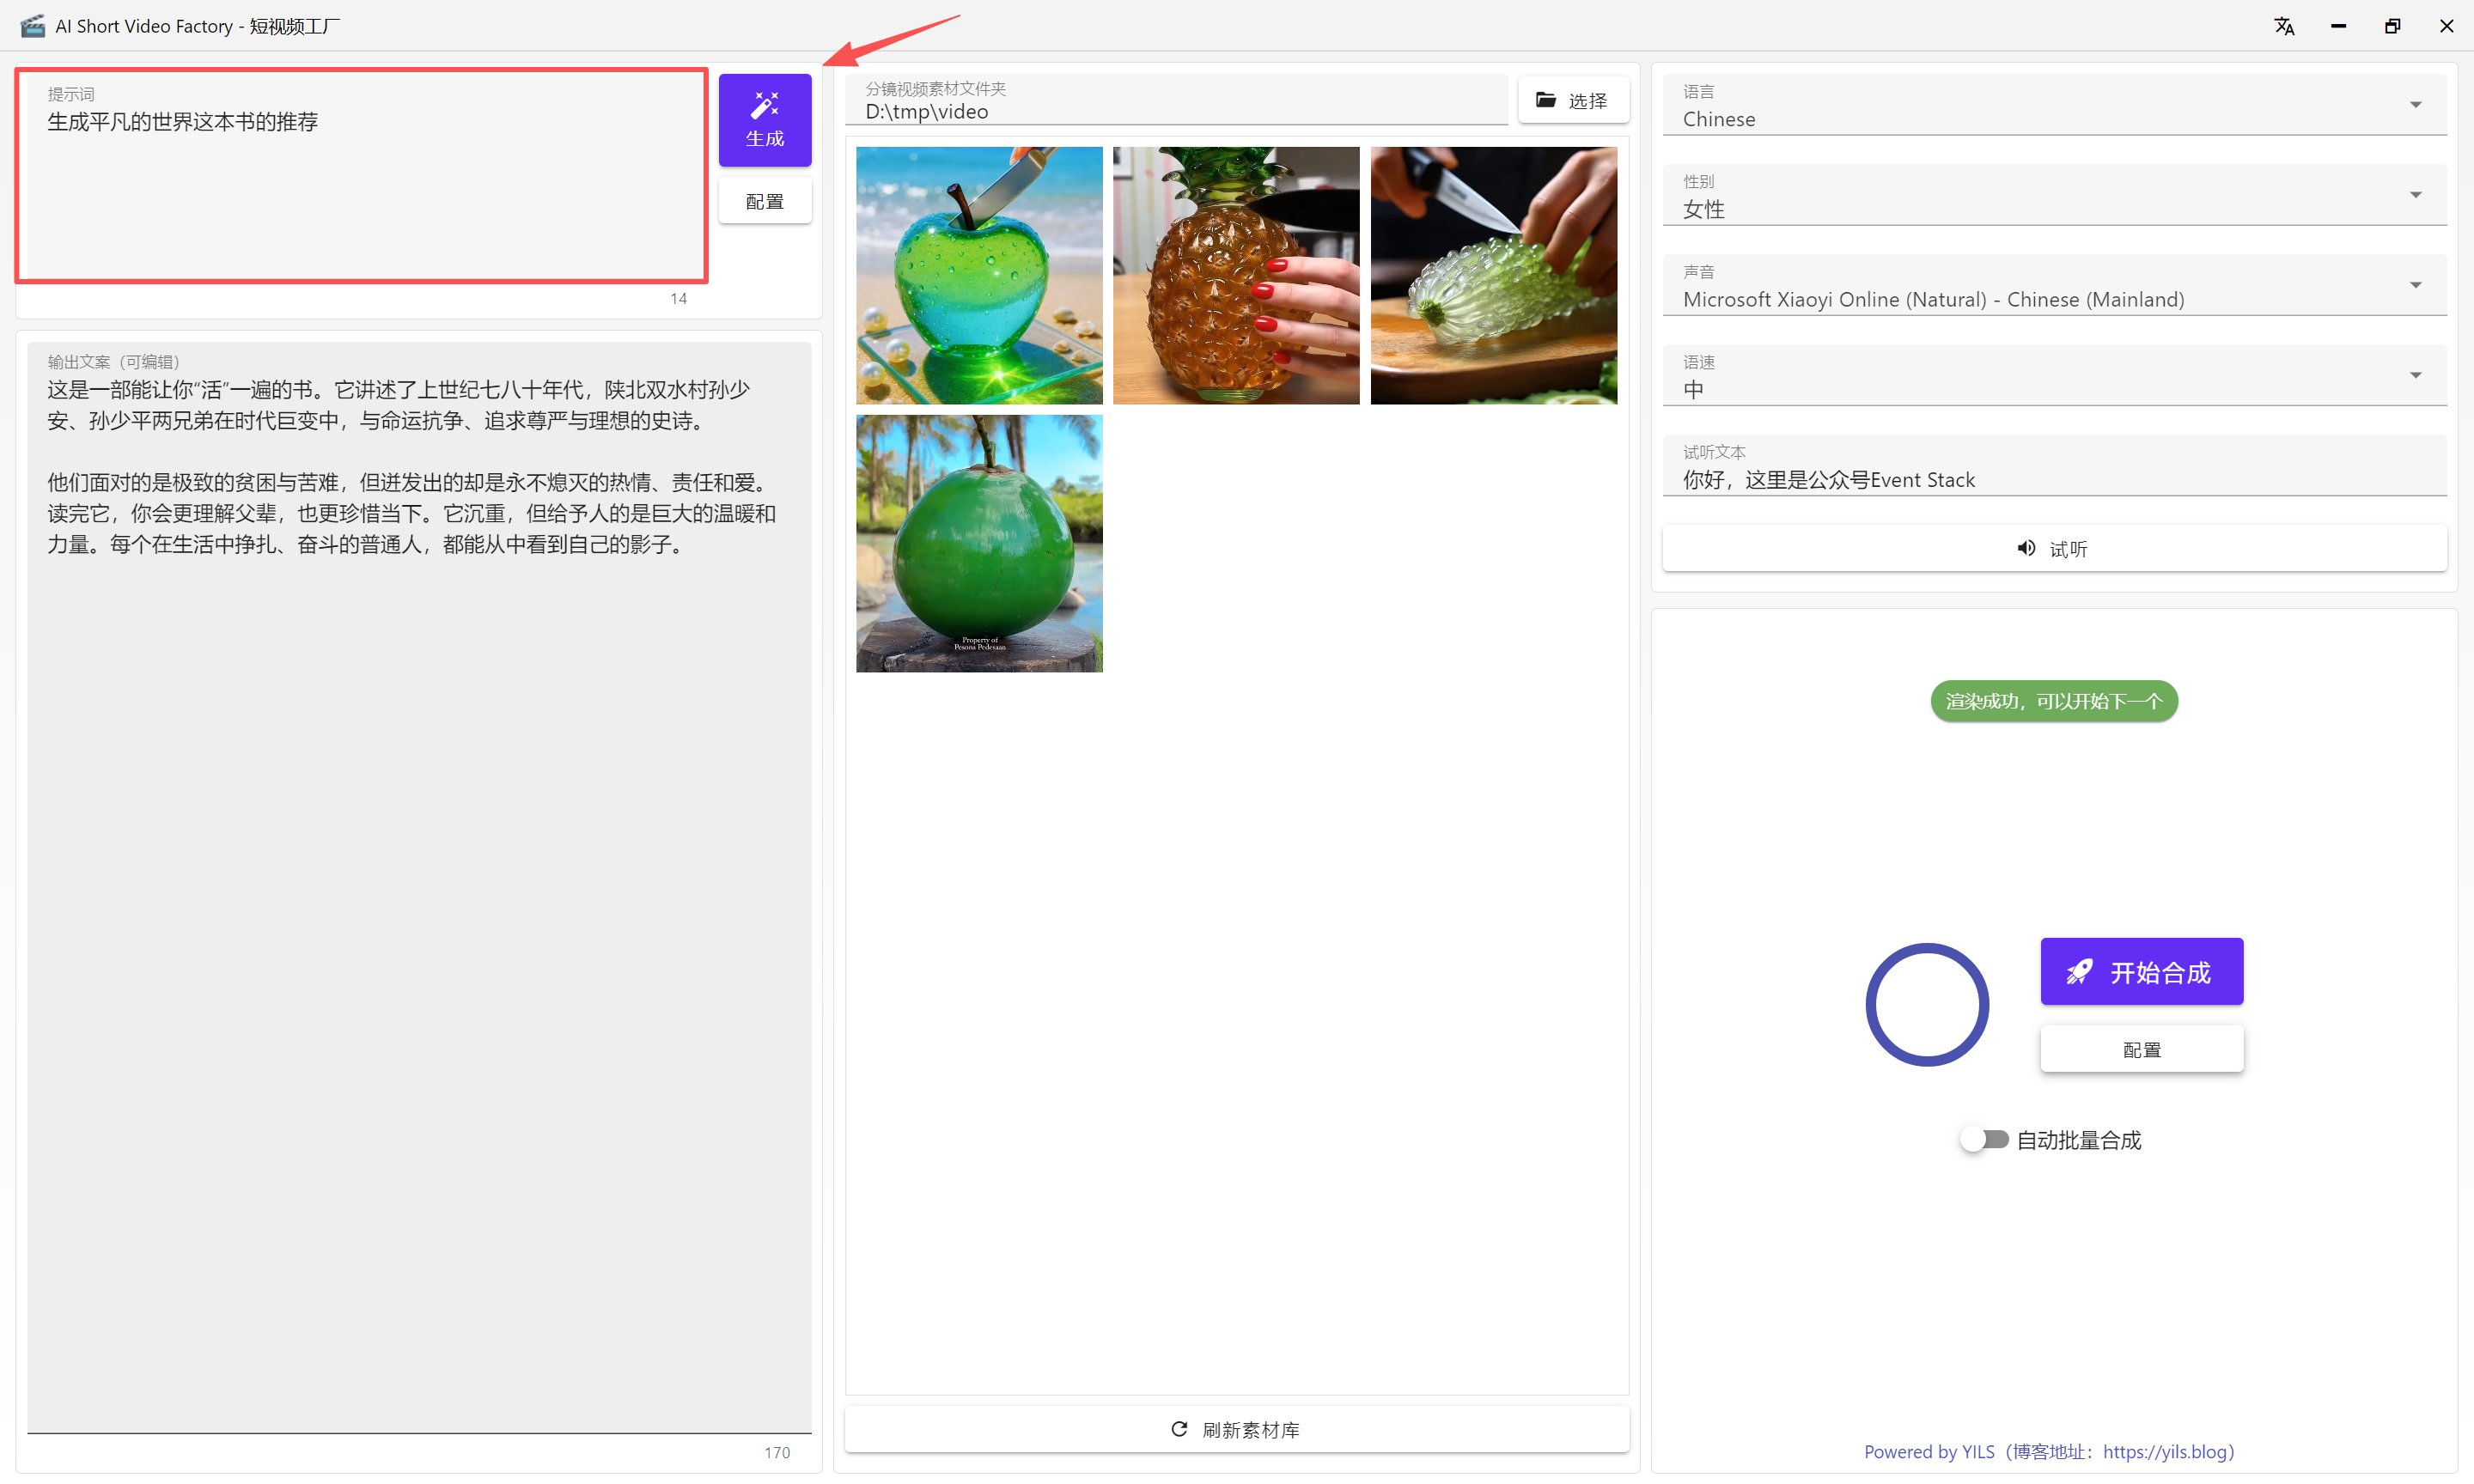 AI Short Video Factory - 短视频工厂
提示词
生成平凡的世界这本书的推荐
14
生成
配置
输出文案（可编辑）
这是一部能让你“活”一遍的书。它讲述了上世纪七八十年代，陕北双水村孙少
安、孙少平两兄弟在时代巨变中，与命运抗争、追求尊严与理想的史诗。
他们面对的是极致的贫困与苦难，但迸发出的却是永不熄灭的热情、责任和爱。
读完它，你会更理解父辈，也更珍惜当下。它沉重，但给予人的是巨大的温暖和
力量。每个在生活中挣扎、奋斗的普通人，都能从中看到自己的影子。
170
分镜视频素材文件夹
D:\tmp\video
选择
Property of
Pesona Pedesaan
刷新素材库
语言
Chinese
性别
女性
声音
Microsoft Xiaoyi Online (Natural) - Chinese (Mainland)
语速
中
试听文本
你好，这里是公众号Event Stack
试听
渲染成功，可以开始下一个
开始合成
配置
自动批量合成
Powered by YILS（博客地址：https://yils.blog）